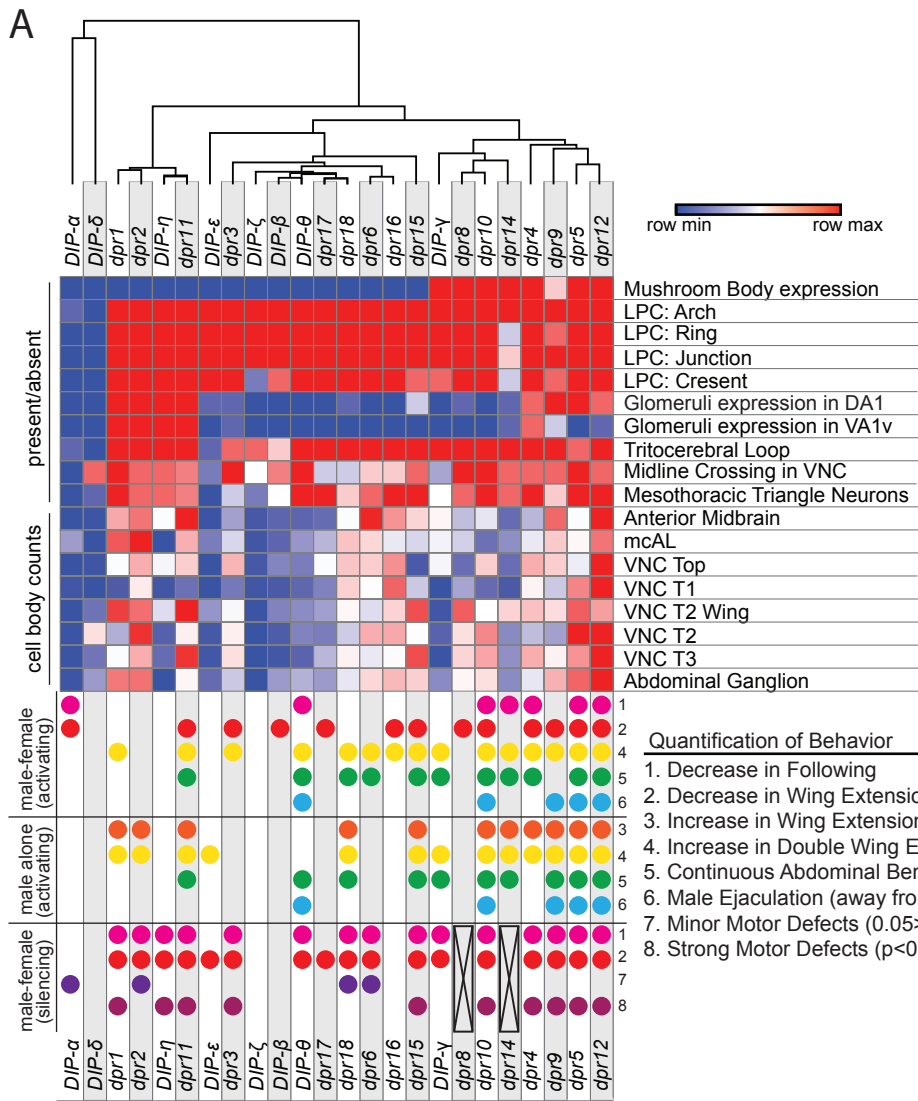 A
DIP-α DIP-δ dpr1 dpr2 DIP-η dpr11 DIP-ε dpr3 DIP-ζ DIP-β DIP-θ dpr17 dpr18 dpr6 dpr16 dpr15 DIP-γ dpr8 dpr10 dpr14 dpr4 dpr9 dpr5 dpr12
row min row max
present/absent
Mushroom Body expression
LPC: Arch
LPC: Ring
LPC: Junction
LPC: Cresent
Glomeruli expression in DA1
Glomeruli expression in VA1v
Tritocerebral Loop
Midline Crossing in VNC
Mesothoracic Triangle Neurons
cell body counts
Anterior Midbrain
mcAL
VNC Top
VNC T1
VNC T2 Wing
VNC T2
VNC T3
Abdominal Ganglion
male-female
(activating)
1
2
4
5
6
male alone
(activating)
3
4
5
6
male-female
(silencing)
1
2
7
8
Quantification of Behavior
1. Decrease in Following
2. Decrease in Wing Extension
3. Increase in Wing Extension
4. Increase in Double Wing E
5. Continuous Abdominal Ben
6. Male Ejaculation (away fro
7. Minor Motor Defects (0.05>
8. Strong Motor Defects (p<0
DIP-α DIP-δ dpr1 dpr2 DIP-η dpr11 DIP-ε dpr3 DIP-ζ DIP-β DIP-θ dpr17 dpr18 dpr6 dpr16 dpr15 DIP-γ dpr8 dpr10 dpr14 dpr4 dpr9 dpr5 dpr12